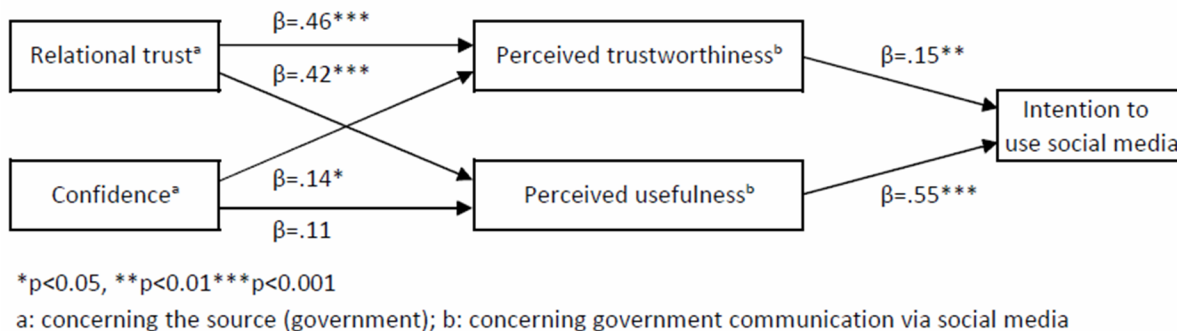 β=.46***
Relational trustᵃ
Perceived trustworthinessᵇ
β=.42***
β=.15**
Intention to
use social media
Confidenceᵃ
β=.14*
Perceived usefulnessᵇ
β=.55***
β=.11
*p<0.05, **p<0.01***p<0.001
a: concerning the source (government); b: concerning government communication via social media